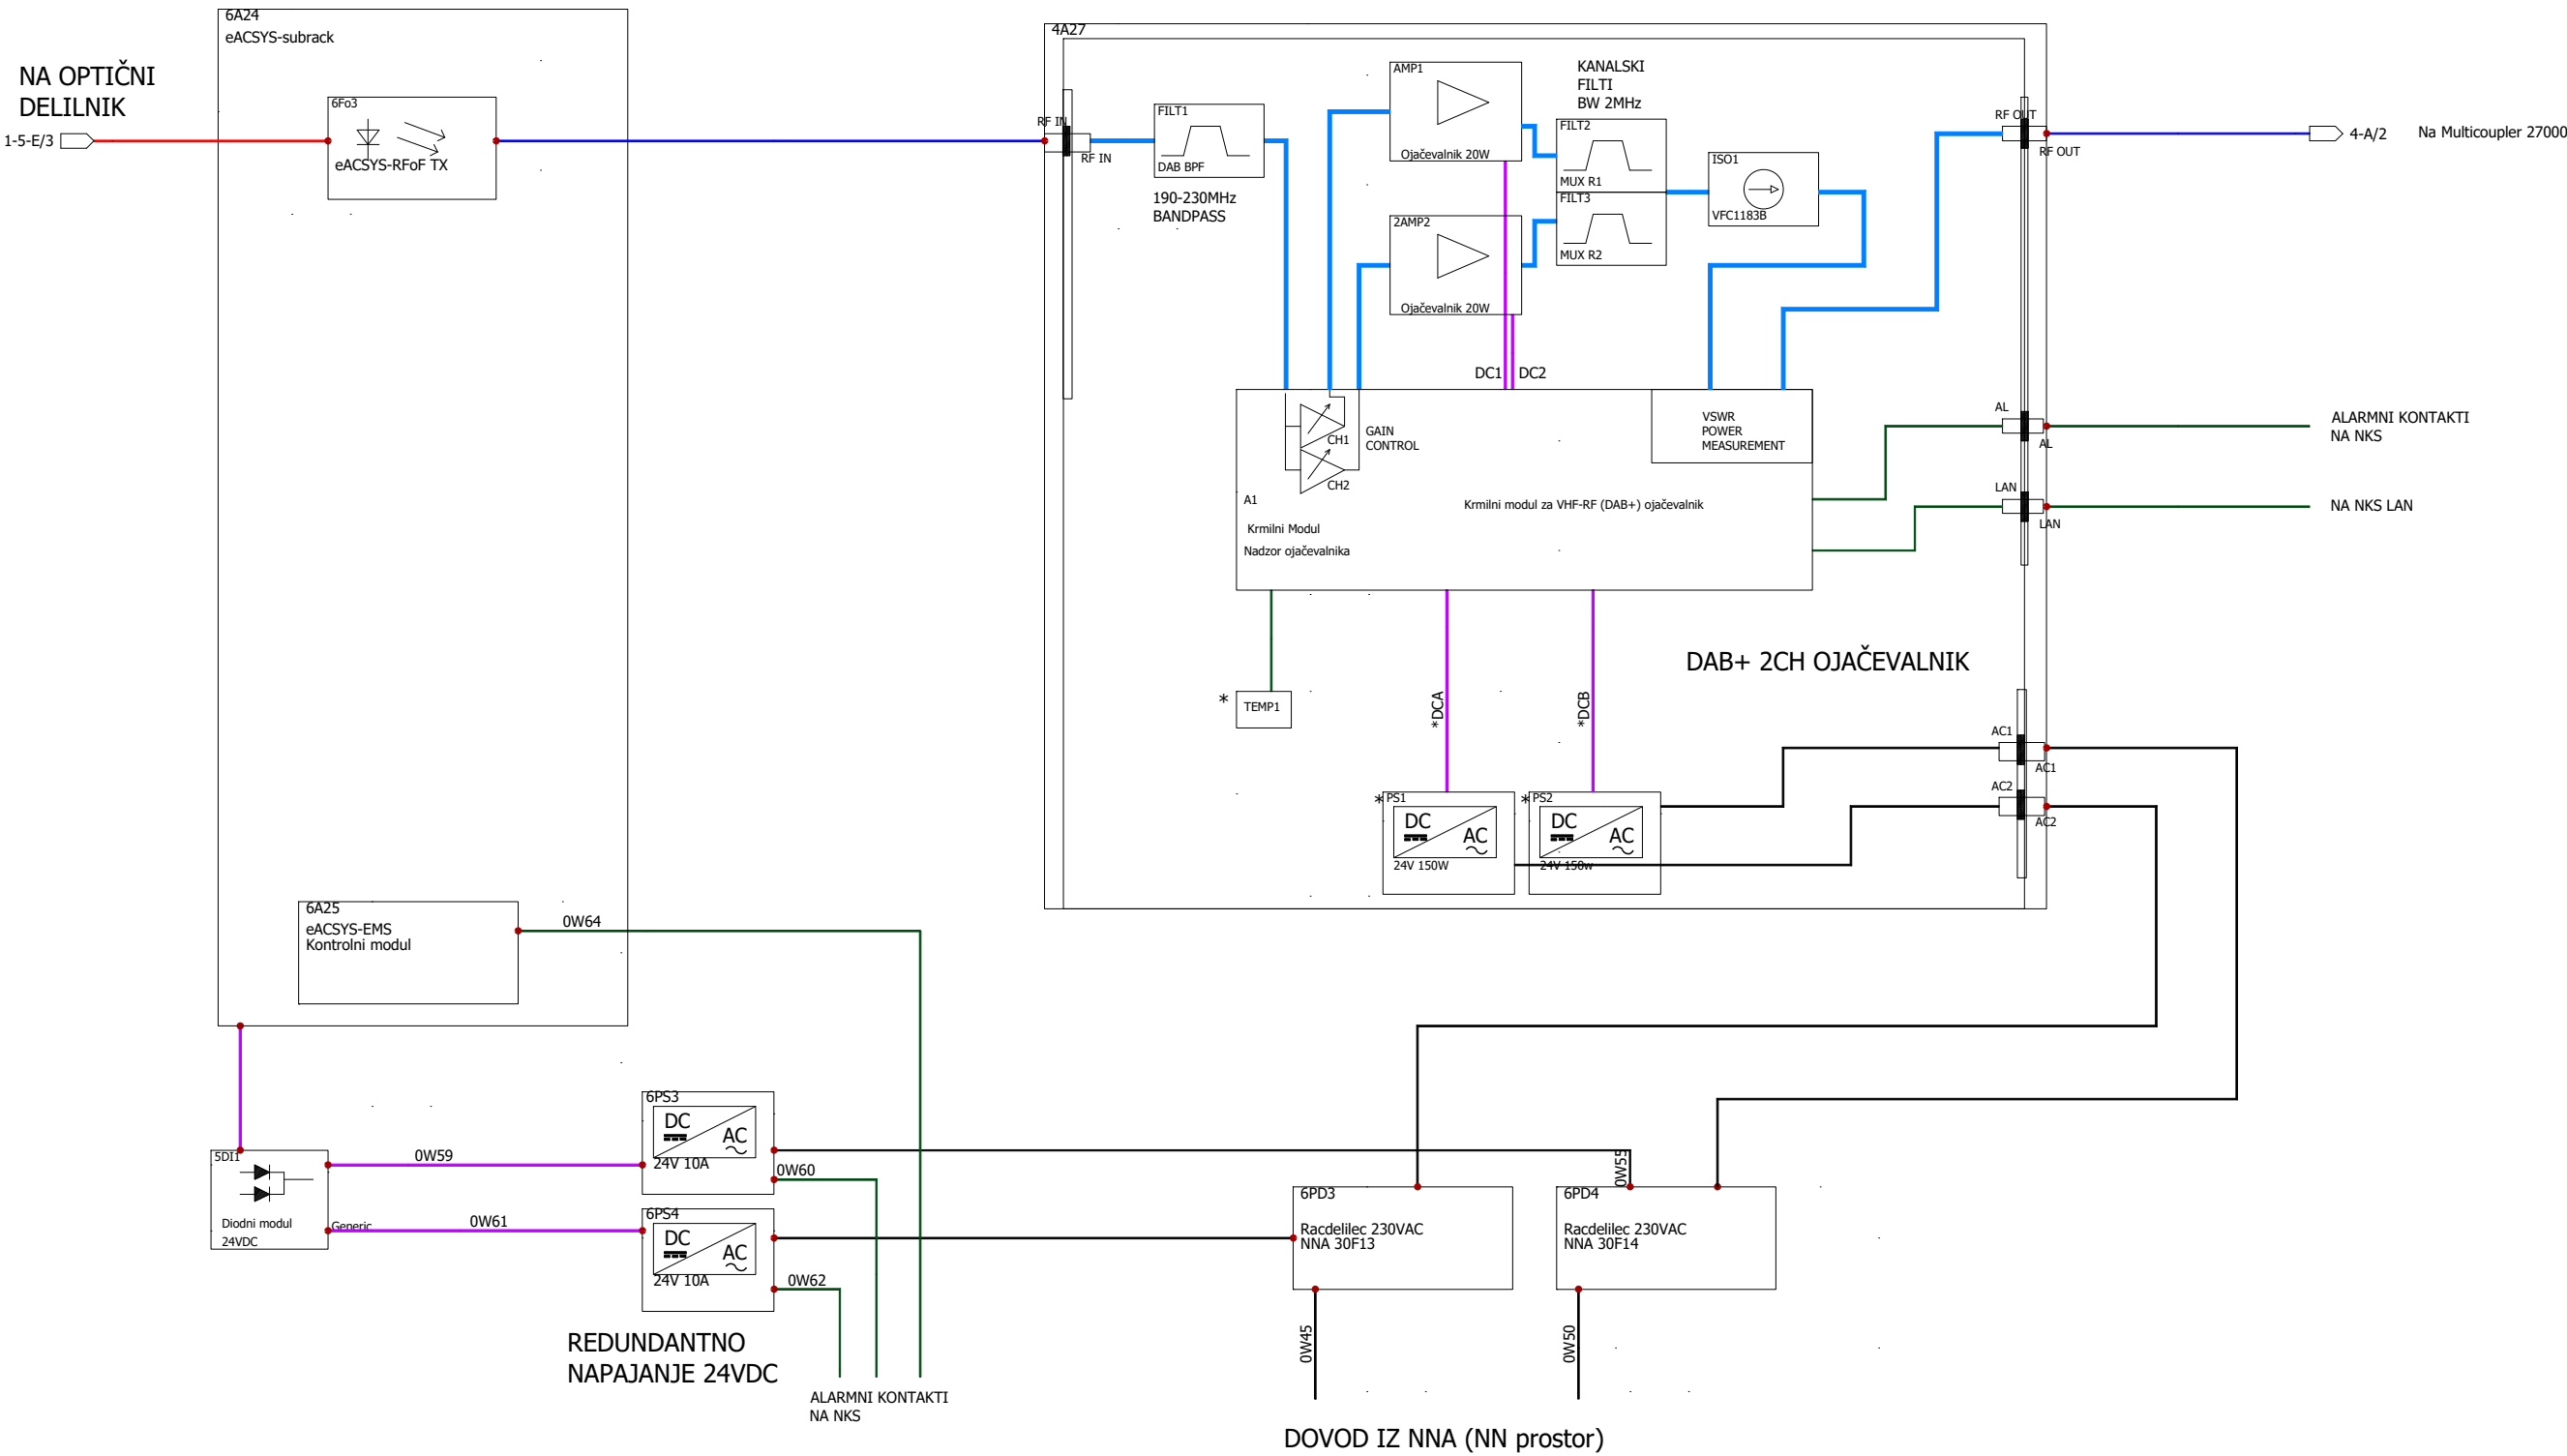 6A24
eACSYS-subrack
NA OPTIČNI
DELILNIK
1-5-E/3
6Fo3
eACSYS-RFoF TX
4A27
RF IN
RF IN
FILT1
DAB BPF
190-230MHz
BANDPASS
AMP1
Ojačevalnik 20W
2AMP2
Ojačevalnik 20W
KANALSKI
FILTI
BW 2MHz
FILT2
MUX R1
FILT3
MUX R2
ISO1
VFC1183B
RF OUT
RF OUT
4-A/2
Na Multicoupler 27000
DC1
DC2
CH1
CH2
GAIN
CONTROL
VSWR
POWER
MEASUREMENT
A1
Krmilni modul za VHF-RF (DAB+) ojačevalnik
Krmilni Modul
Nadzor ojačevalnika
AL
AL
ALARMNI KONTAKTI
NA NKS
LAN
LAN
NA NKS LAN
DAB+ 2CH OJAČEVALNIK
*
TEMP1
*DCA
*DCB
*PS1
DC
AC
24V 150W
*PS2
DC
AC
24V 150w
AC1
AC1
AC2
AC2
6A25
eACSYS-EMS
Kontrolni modul
0W64
5DI1
Diodni modul
24VDC
Generic
0W59
0W61
6PS3
DC
AC
24V 10A
0W60
6PS4
DC
AC
24V 10A
0W62
0W55
6PD3
Racdelilec 230VAC
NNA 30F13
6PD4
Racdelilec 230VAC
NNA 30F14
0W45
0W50
REDUNDANTNO
NAPAJANJE 24VDC
ALARMNI KONTAKTI
NA NKS
DOVOD IZ NNA (NN prostor)